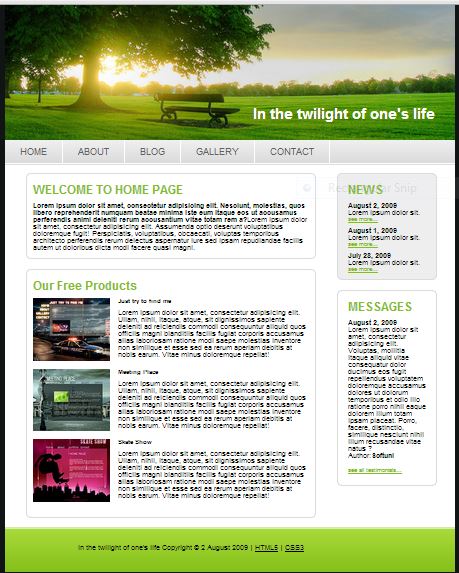 In the twilight of one's life
HOME ABOUT BLOG GALLERY CONTACT
WELCOME TO HOME PAGE
Lorem ipsum dolor sit amet, consectetur adipisicing elit. Nesciunt, molestias, quos
libero reprehenderit numquam beatae minima iste eum itaque eos ut accusamus
perferendis animi deleniti rerum accusantium vitae totam rem a?Lorem ipsum dolor
sit amet, consectetur adipisicing elit. Assumenda optio deserunt voluptatibus
doloremque fugit! Perspiciatis, voluptatibus, obcaecati, voluptas temporibus
architecto perferendis rerum delectus aspernatur iure sed ipsam repudiandae facilis
autem ut doloribus dicta modi facere quasi magni.
NEWS
August 2, 2009
Lorem ipsum dolor sit.
see more...
August 1, 2009
Lorem ipsum dolor sit.
see more...
July 28, 2009
Lorem ipsum dolor sit.
see more...
Our Free Products
Just try to find me
Lorem ipsum dolor sit amet, consectetur adipisicing elit.
Ullam, nihil, itaque, atque, sit dignissimos sapiente
deleniti ad reiciendis commodi consequuntur aliquid quos
officiis magni blanditiis facilis fugiat corporis accusamus
alias laboriosam ratione modi dolores consequatur non
similique et esse sed ea rerum aperiam debitis at
nobis earum. Vitae minus doloremque repellat!
Meeting Place
Lorem ipsum dolor sit amet, consectetur adipisicing elit.
Ullam, nihil, itaque, atque, sit dignissimos sapiente
deleniti ad reiciendis commodi consequuntur aliquid quos
officiis magni blanditiis facilis fugiat corporis accusamus
alias laboriosam ratione modi dolores consequatur
non similique et esse sed ea rerum aperiam debitis at
nobis earum. Vitae minus doloremque repellat!
Skate Show
Lorem ipsum dolor sit amet, consectetur adipisicing elit.
Ullam, nihil, itaque, atque, sit dignissimos sapiente
deleniti ad reiciendis commodi consequuntur aliquid quos
officiis magni blanditiis facilis fugiat corporis accusamus
alias laboriosam ratione modi dolores consequatur
non similique et esse sed ea rerum aperiam debitis at
nobis earum. Vitae minus doloremque repellat!
MESSAGES
August 2, 2009
Lorem ipsum dolor sit
amet, consectetur
adipisicing elit.
Voluptas, mollitia
itaque aliquid vitae
consequatur dolor
ducimus eos fugit
repellendus voluptatem
doloremque accusamus
dolores ut dolorum
temporibus et odio illo
ratione porro nihil eaque
dolorem illum totam
ipsam placeat. Porro,
facere, distinctio,
similique nesciunt nihil
illum recusandae vitae
natus ?
Author: Softuni
see all testimonials...
In the twilight of one's life Copyright © 2 August 2009 | HTML5 | CSS3